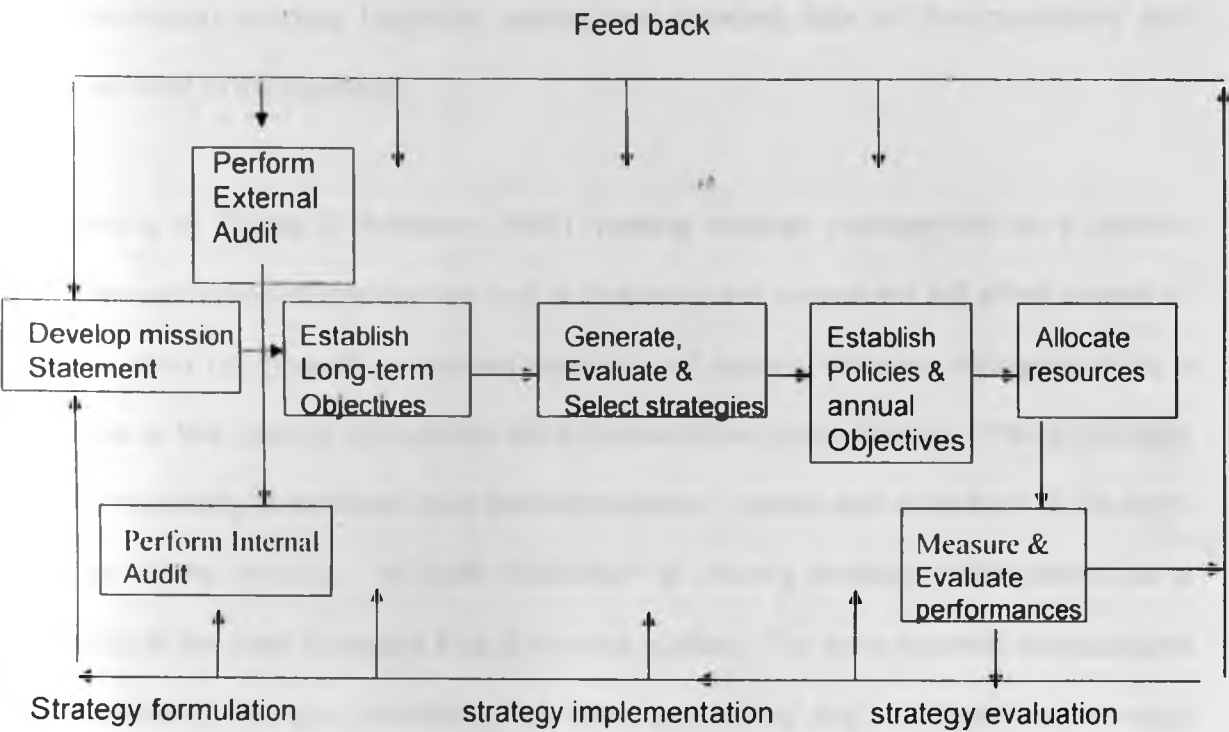 Feed back
Perform
External
Audit
Develop mission
Statement
Establish
Long-term
Objectives
Generate,
Evaluate &
Select strategies
Establish
Policies &
annual
Objectives
Allocate
resources
Perform Internal
Audit
Measure &
Evaluate
performances
Strategy formulation
strategy implementation
strategy evaluation